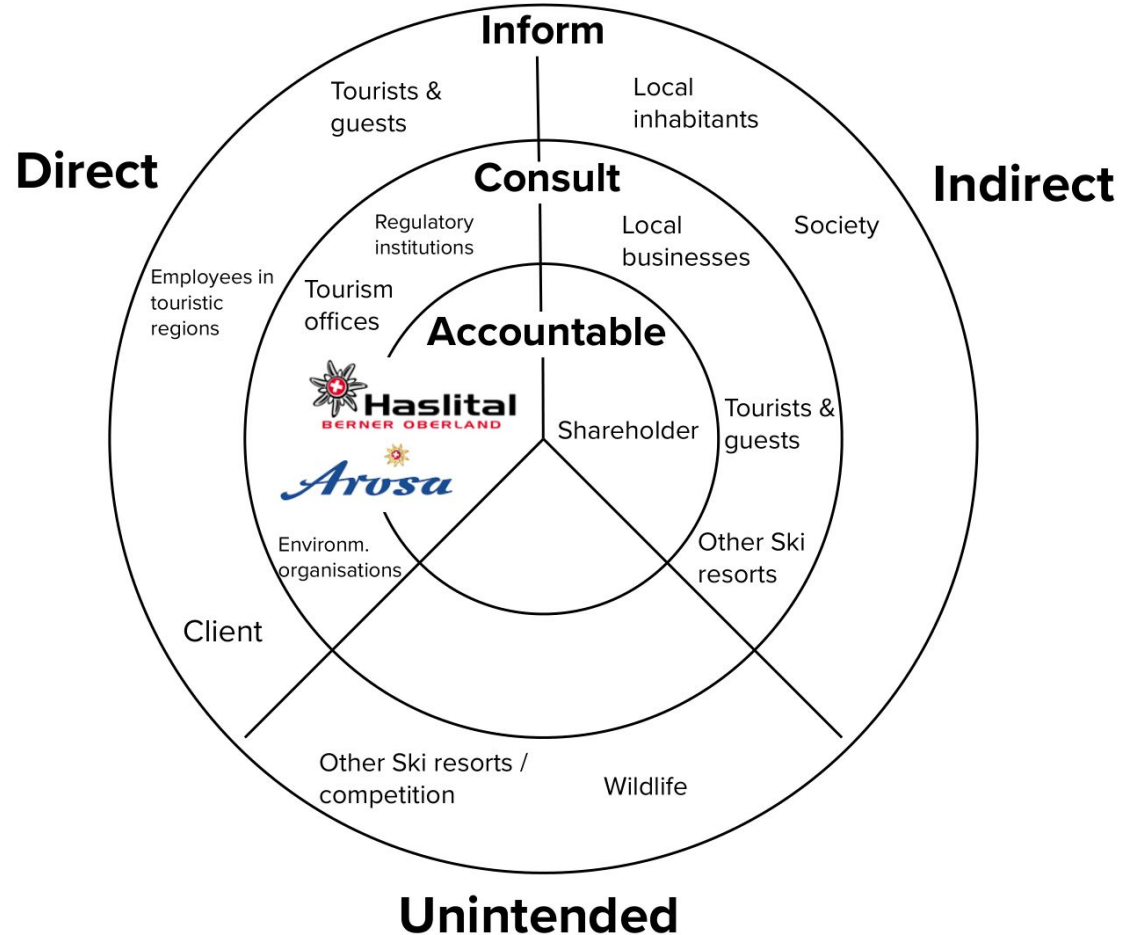 Inform
Tourists &
guests
Local
inhabitants
Direct
Indirect
Consult
Regulatory
institutions
Local
businesses
Society
Employees in
touristic
regions
Tourism
offices
Accountable
Haslital
BERNER OBERLAND
Arosa
Shareholder
Tourists &
guests
Environm.
organisations
Other Ski
resorts
Client
Other Ski resorts /
competition
Wildlife
Unintended